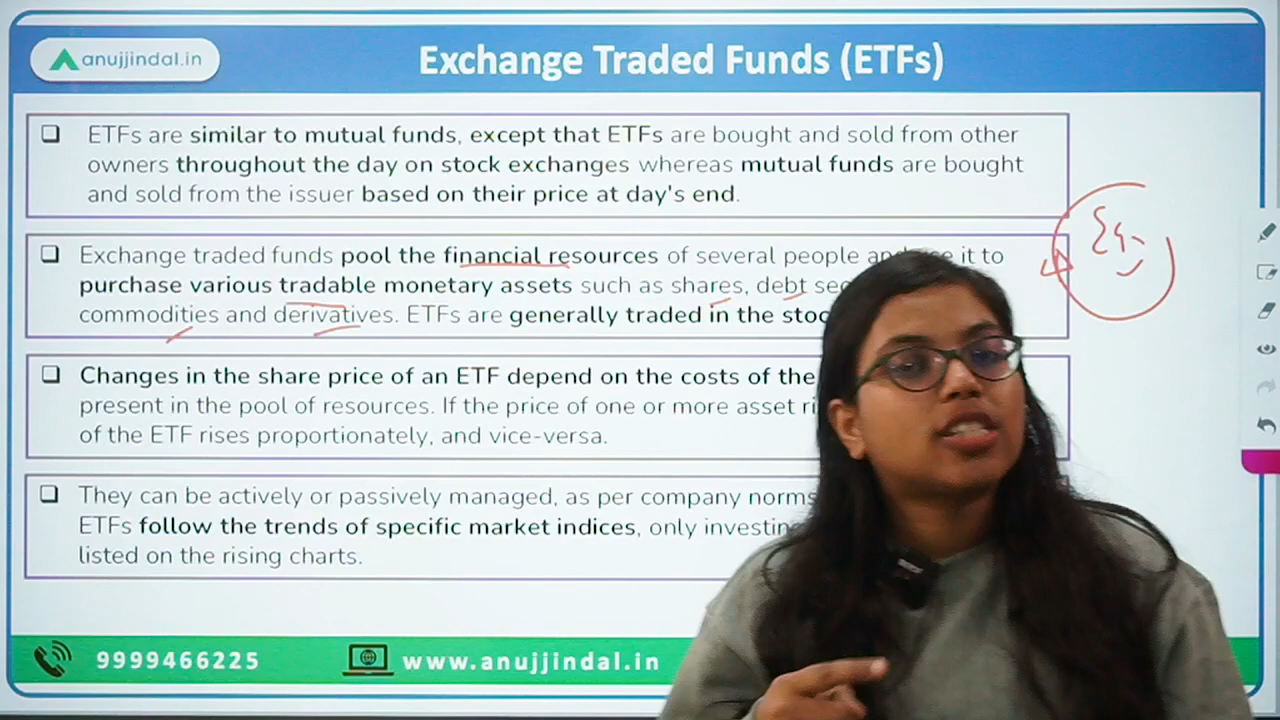 anujjindal.in
Exchange Traded Funds (ETFs)
❑ ETFs are similar to mutual funds, except that ETFs are bought and sold from other
owners throughout the day on stock exchanges whereas mutual funds are bought
and sold from the issuer based on their price at day's end.
❑ Exchange traded funds pool the financial resources of several people it to
purchase various tradable monetary assets such as shares, debt
commodities and derivatives. ETFs are generally traded in the
❑ Changes in the share price of an ETF depend on the costs of the
present in the pool of resources. If the price of one or more asset
of the ETF rises proportionately, and vice-versa.
❑ They can be actively or passively managed, as per company norms
ETFs follow the trends of specific market indices, only
listed on the rising charts.
9999466225
www.anujjindal.in